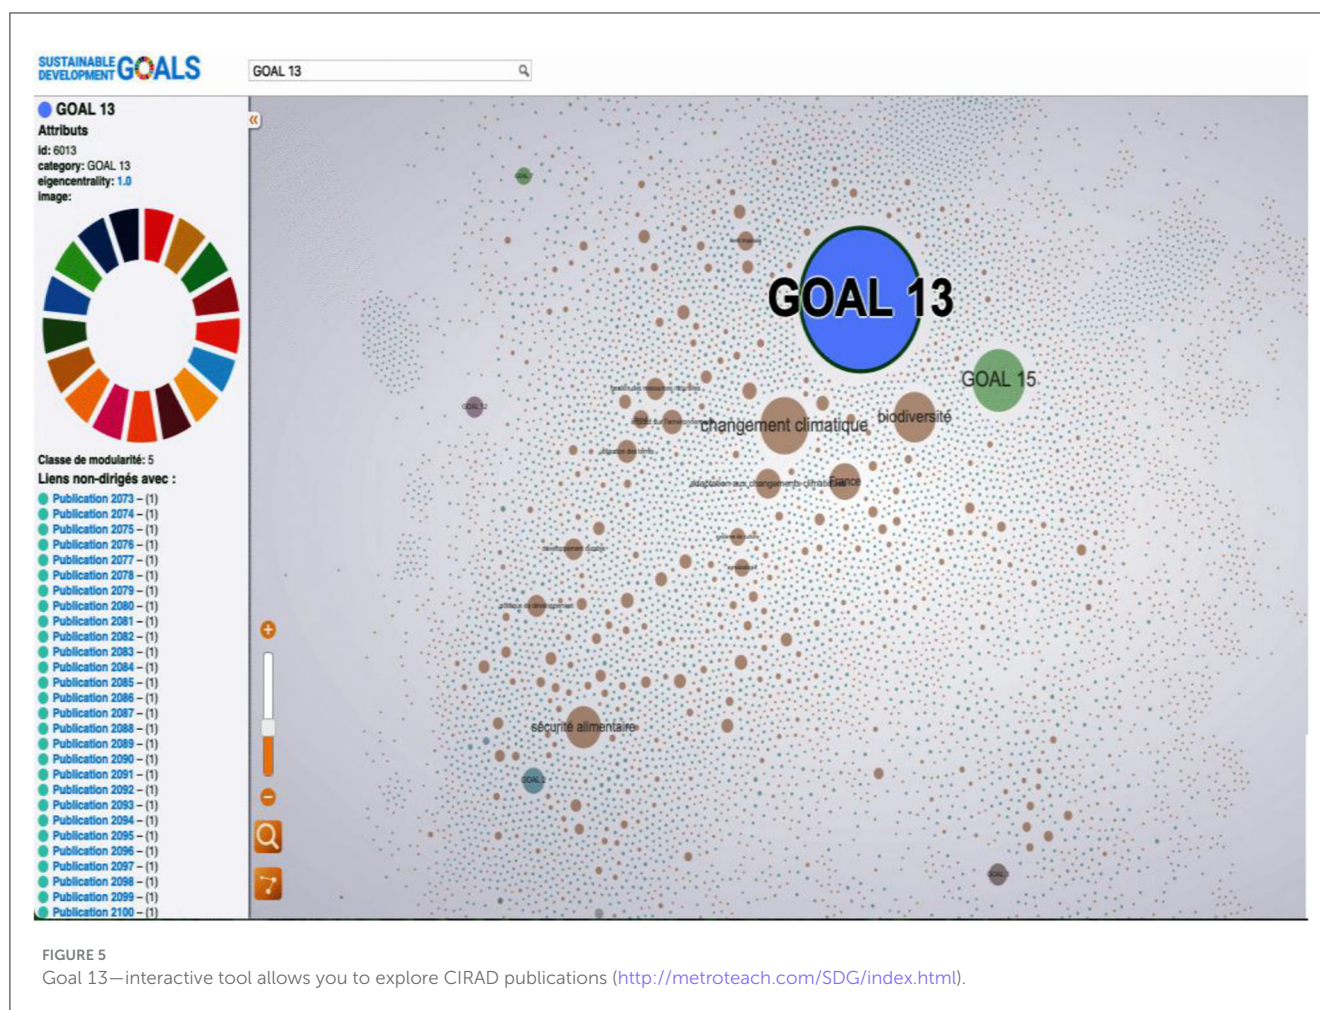 SUSTAINABLE
DEVELOPMENT GOALS
GOAL 13
GOAL 13
Attributs
id: 6013
category: GOAL 13
eigencentrality: 1.0
image:
Classe de modularité: 5
Liens non-dirigés avec :
Publication 2073 – (1)
Publication 2074 – (1)
Publication 2075 – (1)
Publication 2076 – (1)
Publication 2077 – (1)
Publication 2078 – (1)
Publication 2079 – (1)
Publication 2080 – (1)
Publication 2081 – (1)
Publication 2082 – (1)
Publication 2083 – (1)
Publication 2084 – (1)
Publication 2085 – (1)
Publication 2086 – (1)
Publication 2087 – (1)
Publication 2088 – (1)
Publication 2089 – (1)
Publication 2090 – (1)
Publication 2091 – (1)
Publication 2092 – (1)
Publication 2093 – (1)
Publication 2094 – (1)
Publication 2095 – (1)
Publication 2096 – (1)
Publication 2097 – (1)
Publication 2098 – (1)
Publication 2099 – (1)
Publication 2100 – (1)
GOAL 13
GOAL 15
GOAL 12
biodiversité
changement climatique
adaptation aux changements climatiques
France
sécurité alimentaire
FIGURE 5
Goal 13—interactive tool allows you to explore CIRAD publications (http://metroteach.com/SDG/index.html).